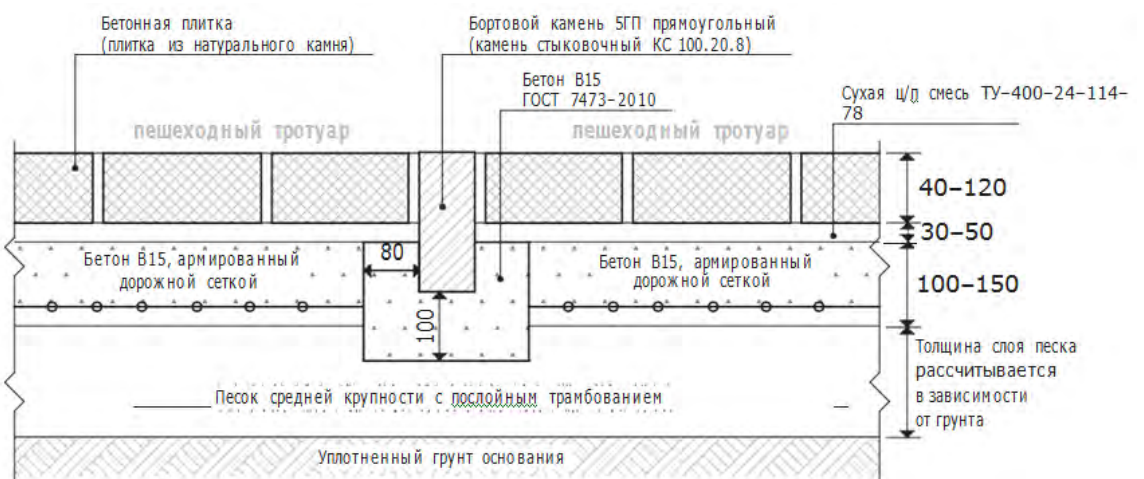 Бетонная плитка
(плитка из натурального камня)
Бортовой камень 5ГП прямоугольный
(камень стыковочный КС 100.20.8)
Бетон В15
ГОСТ 7473-2010
Сухая ц/п смесь ТУ-400-24-114-
78
пешеходный тротуар
пешеходный тротуар
40-120
30-50
80
Бетон В15, армированный
дорожной сеткой
Бетон В15, армированный
дорожной сеткой
100-150
100
Толщина слоя песка
рассчитывается
в зависимости
от грунта
Песок средней крупности с послойным трамбованием
Уплотненный грунт основания